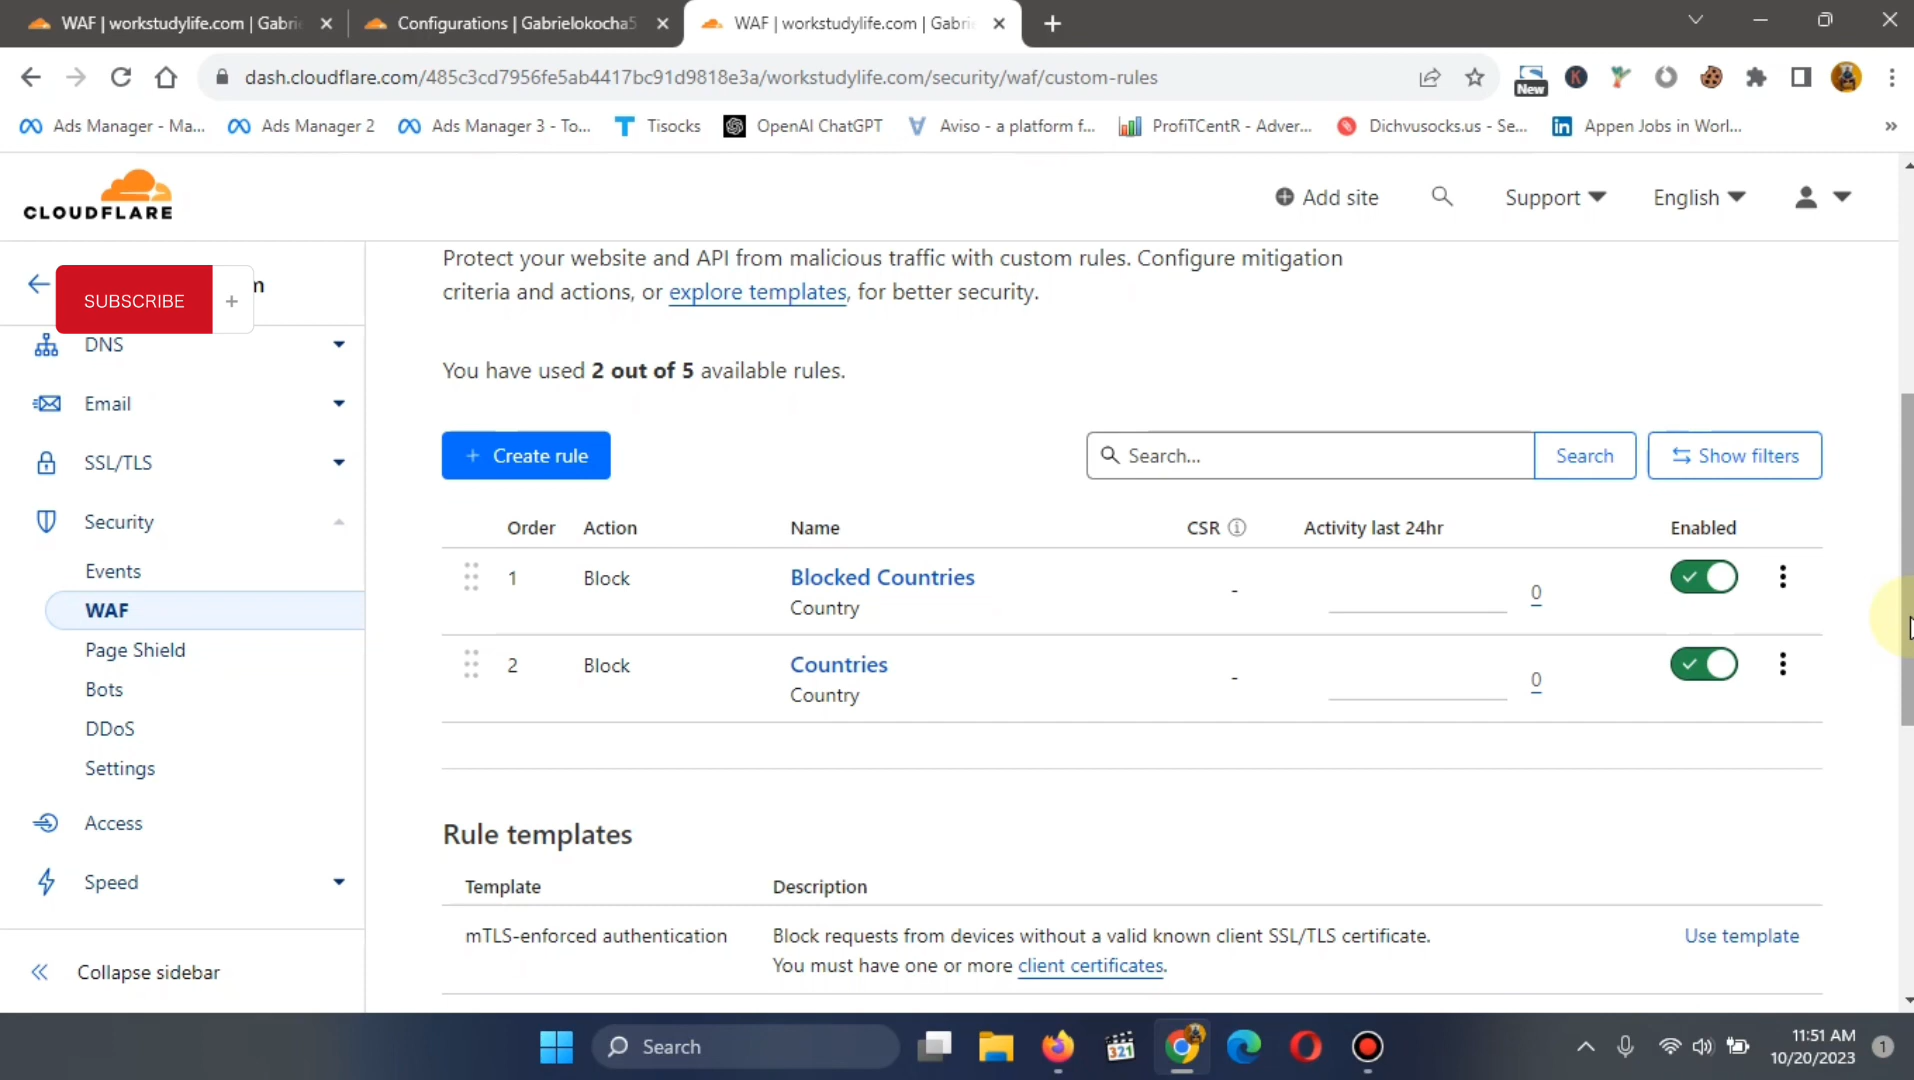 WAF | workstudylife.com | Gabri
Configurations | Gabrielokocha5
WAF | workstudylife.com | Gabri
dash.cloudflare.com/485c3cd7956fe5ab4417bc91d9818e3a/workstudylife.com/security/waf/custom-rules
New
K
Ads Manager - Ma...
Ads Manager 2
Ads Manager 3 - To...
Tisocks
OpenAI ChatGPT
Aviso - a platform f...
ProfiTCentR - Adver...
Dichvusocks.us - Se...
Appen Jobs in Worl...
»
CLOUDFLARE
Add site
Support
English
SUBSCRIBE +
m
DNS
Email
SSL/TLS
Security
Events
WAF
Page Shield
Bots
DDoS
Settings
Access
Speed
Collapse sidebar
Protect your website and API from malicious traffic with custom rules. Configure mitigation
criteria and actions, or explore templates, for better security.
You have used 2 out of 5 available rules.
+ Create rule
Search...
Search
Show filters
Order Action Name CSR Activity last 24hr Enabled
1 Block Blocked Countries - 0
Country
2 Block Countries - 0
Country
Rule templates
Template Description
mTLS-enforced authentication Block requests from devices without a valid known client SSL/TLS certificate. Use template
You must have one or more client certificates.
Search
321
11:51 AM
10/20/2023
1